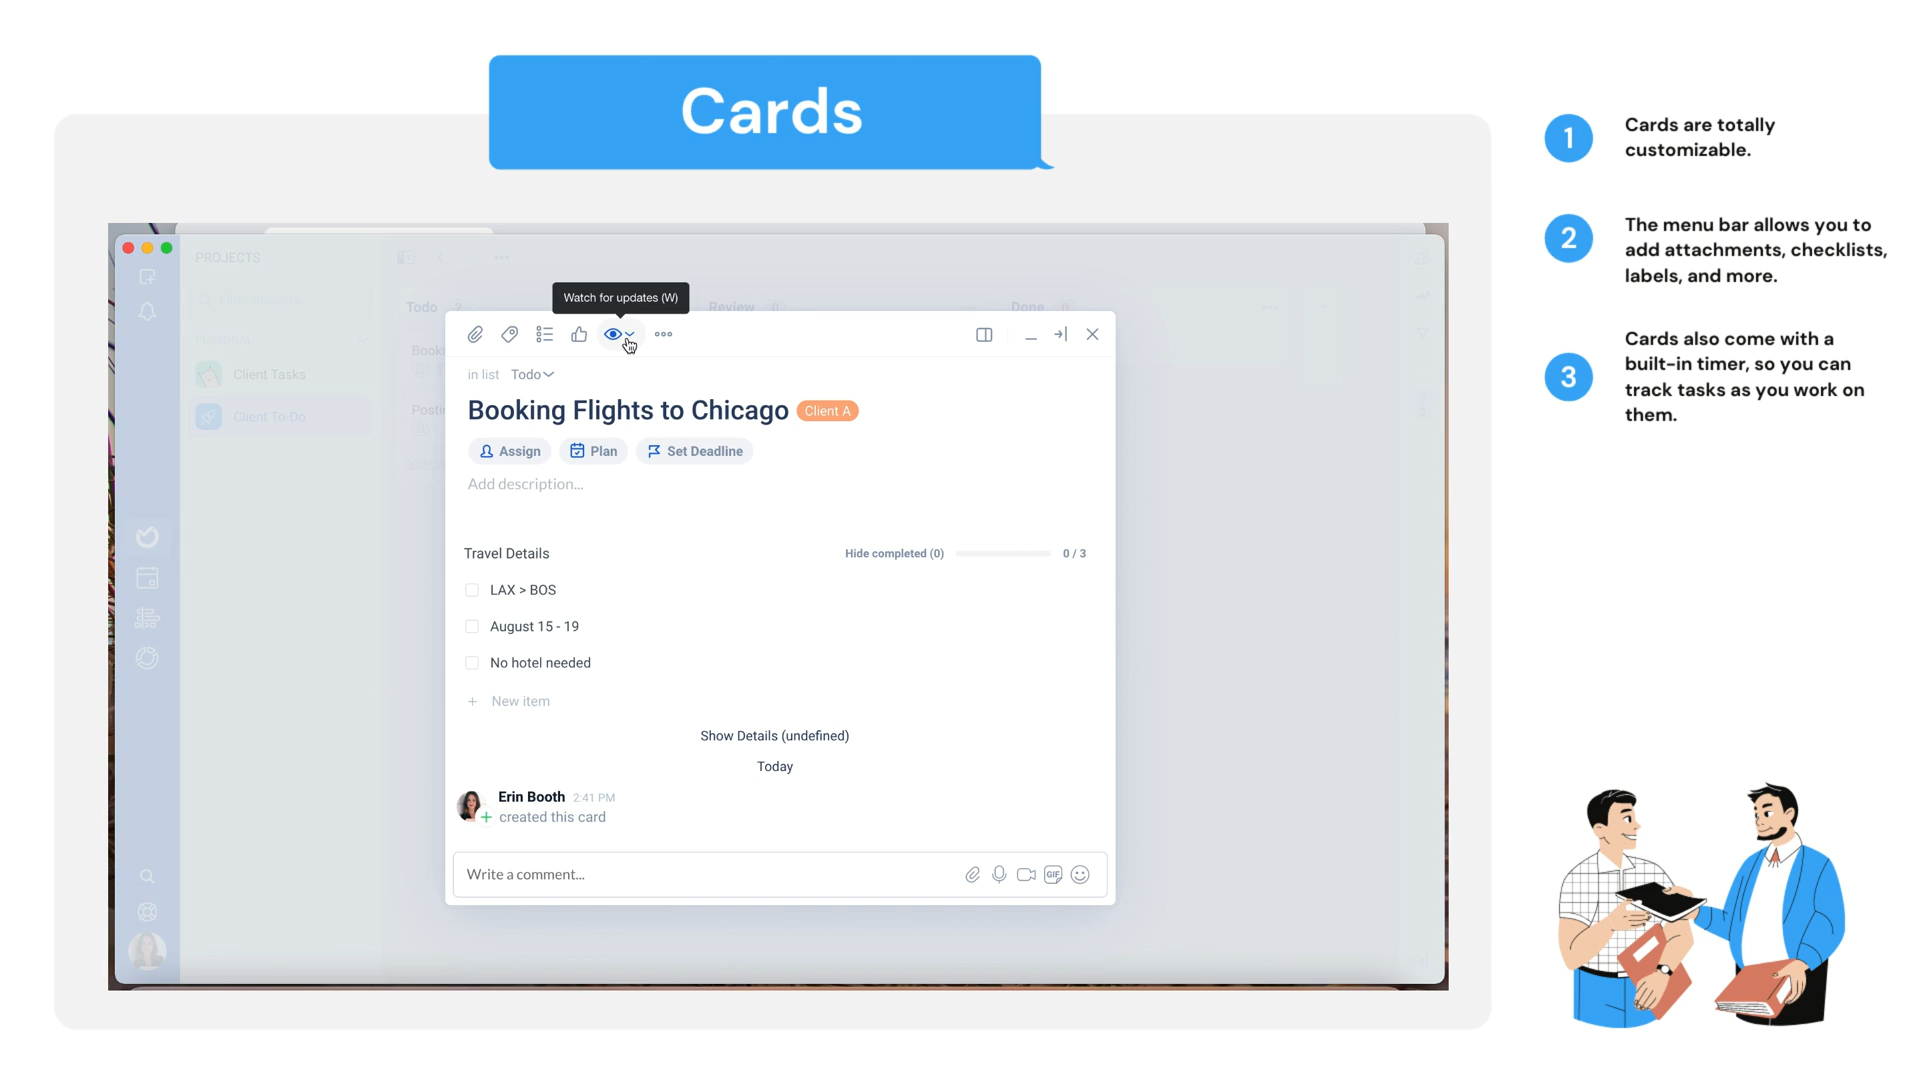 Cards
1
Cards are totally
customizable.
2
The menu bar allows you to
add attachments, checklists,
labels, and more.
3
Cards also come with a
built-in timer, so you can
track tasks as you work on
them.
PROJECTS
Todo
Review 0
Done 0
Watch for updates (W)
Client Tasks
Client To-Do
in list Todo
Booking Flights to Chicago Client A
Assign Plan Set Deadline
Add description...
Travel Details Hide completed (0) 0 / 3
LAX > BOS
August 15 - 19
No hotel needed
+ New item
Show Details (undefined)
Today
Erin Booth 2:41 PM
created this card
Write a comment...
GIF